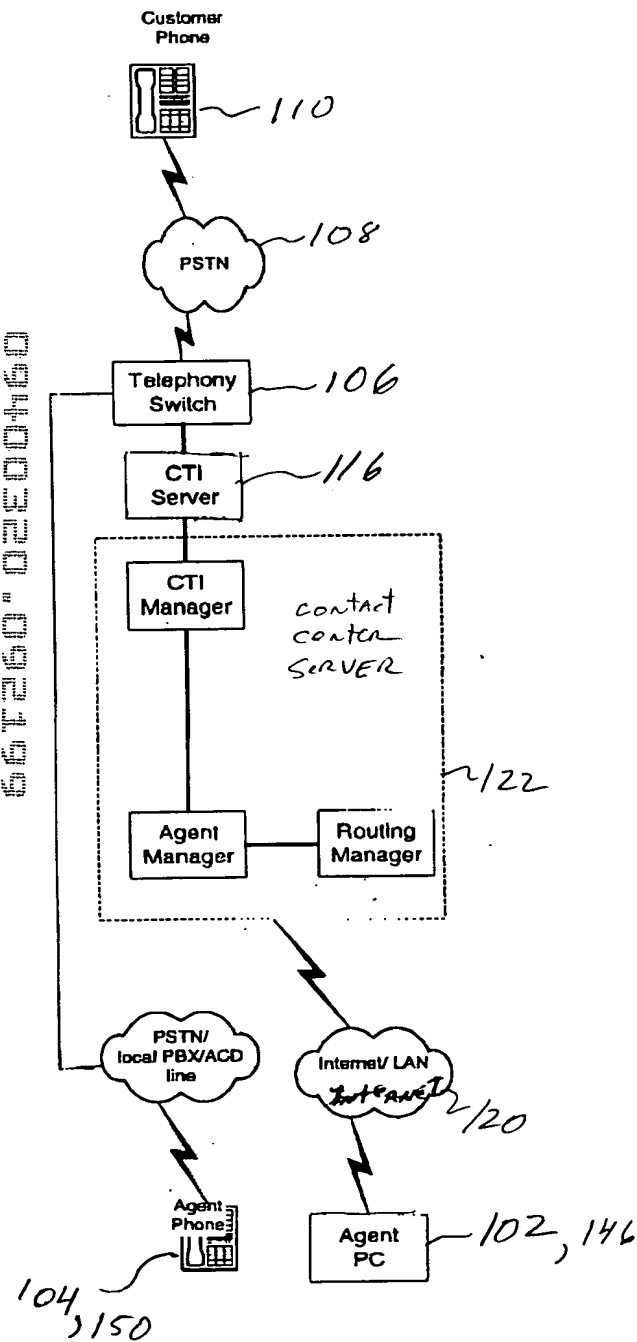 Customer
Phone
110
108
PSTN
Telephony
Switch
106
CTI
Server
116
CTI
Manager
contact
center
SERVER
122
Agent
Manager
Routing
Manager
PSTN/
local PBX/ACD
line
Internet/ LAN
INTRANET
120
Agent
Phone
104
,150
Agent
PC
102, 146
09400320.092199